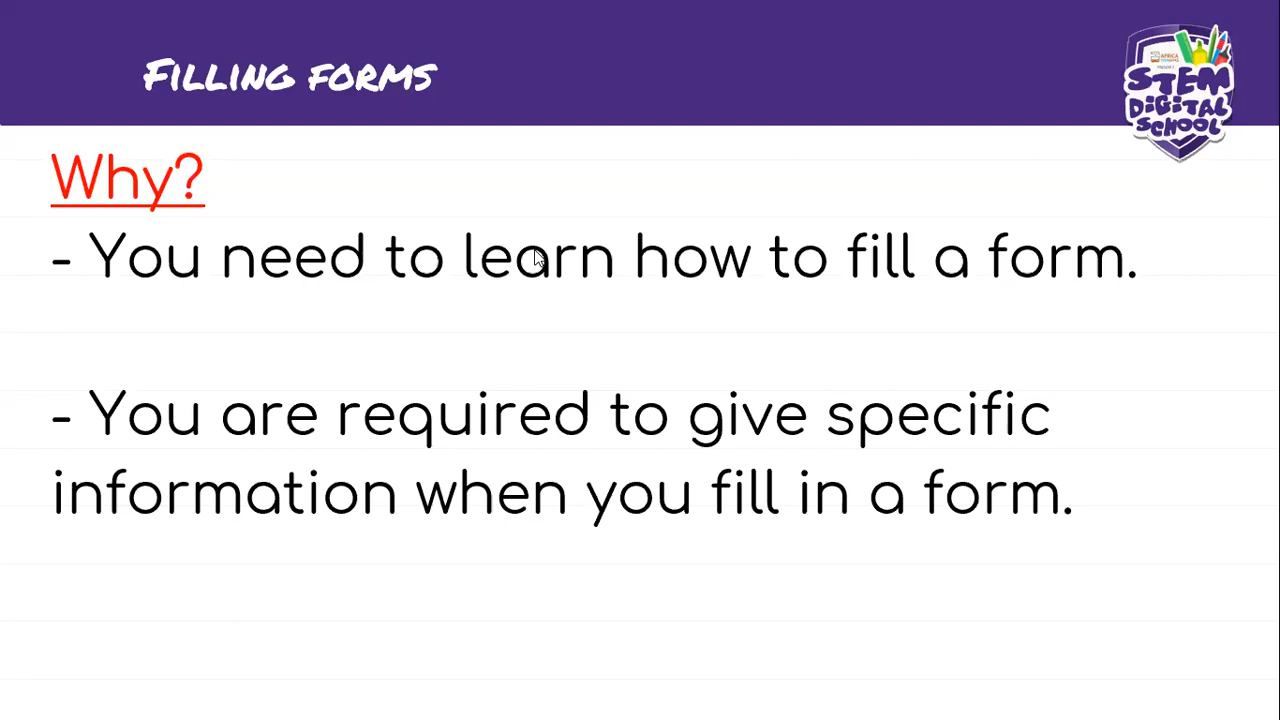 Filling forms
STEM
DIGITAL
SCHOOL
Why?
- You need to learn how to fill a form.
- You are required to give specific
information when you fill in a form.